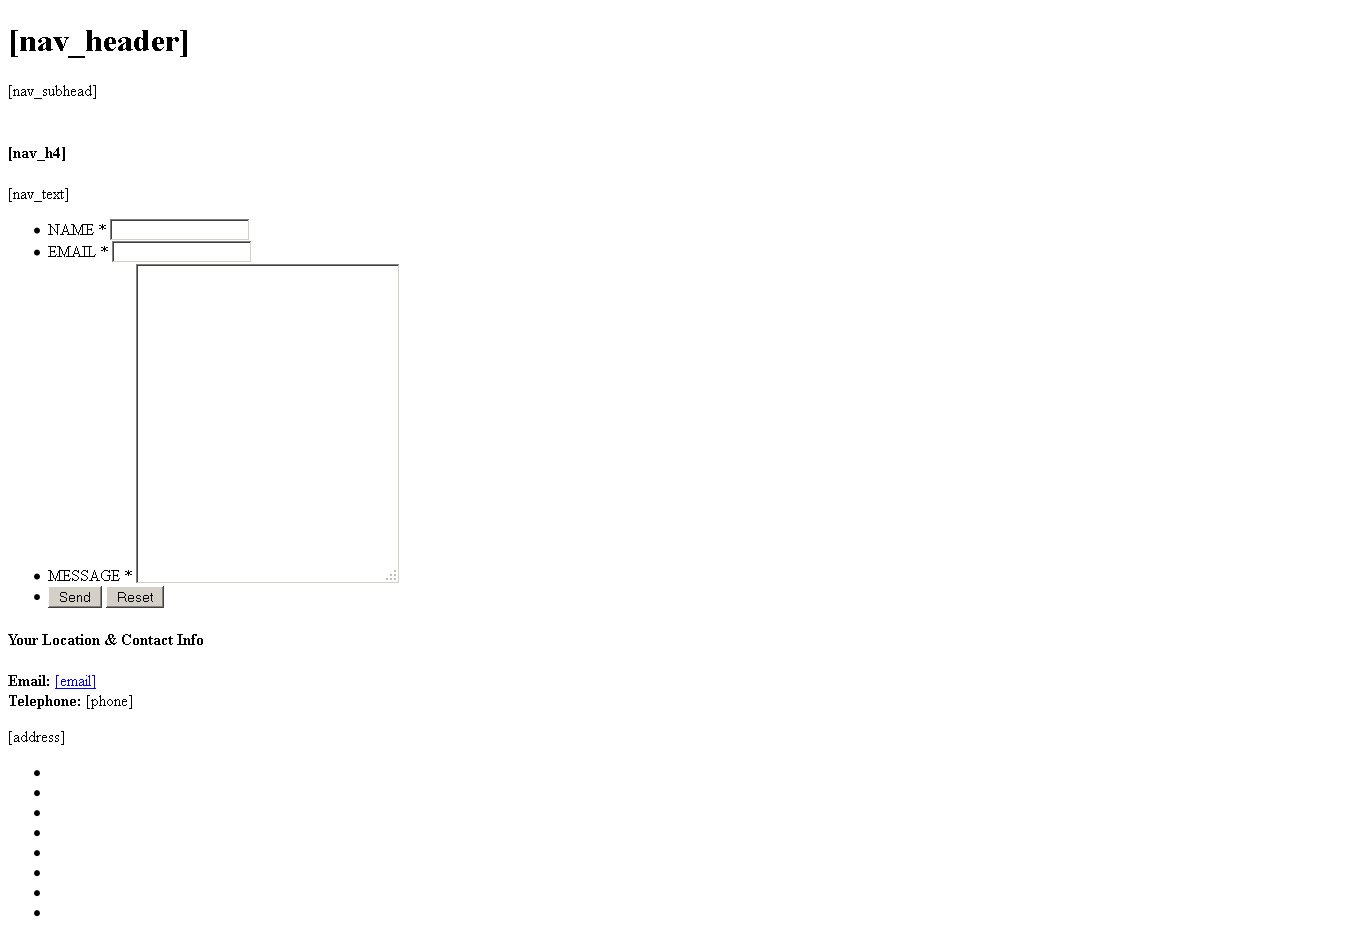 [nav_header]
[nav_subhead]
[nav_h4]
[nav_text]
NAME *
EMAIL *
MESSAGE *
Send Reset
Your Location & Contact Info
Email: [email]
Telephone: [phone]
[address]